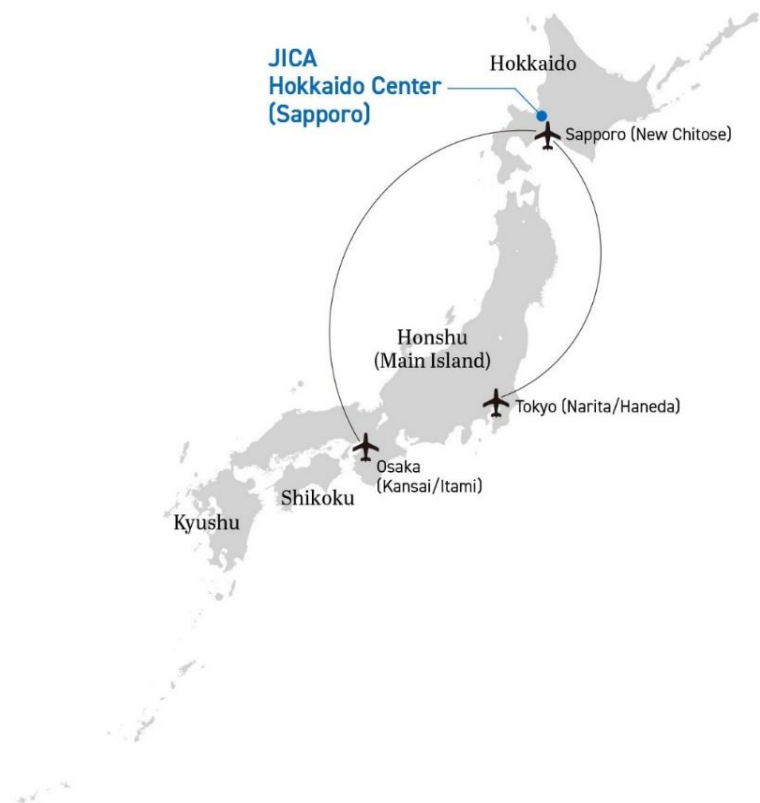 JICA
Hokkaido Center
(Sapporo)
Hokkaido
Sapporo (New Chitose)
Honshu
(Main Island)
Tokyo (Narita/Haneda)
Osaka
(Kansai/Itami)
Shikoku
Kyushu